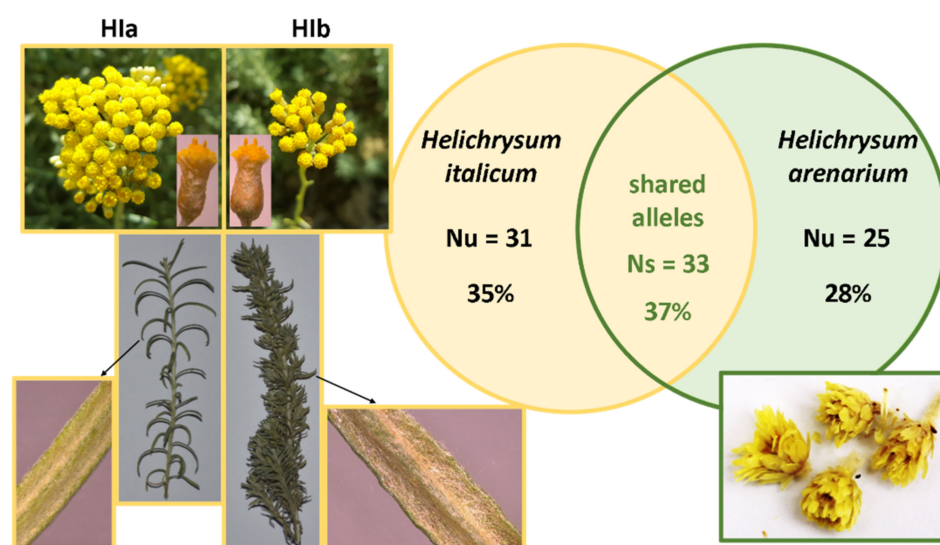 HIa
HIb
Helichrysum
italicum
Nu = 31
35%
shared
alleles
Ns = 33
37%
Helichrysum
arenarium
Nu = 25
28%